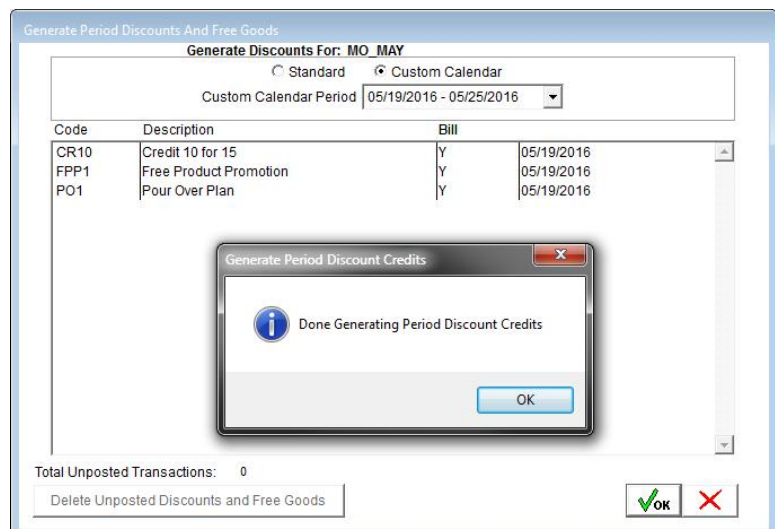 Generate Period Discounts And Free Goods
Generate Discounts For: MO_MAY
Standard Custom Calendar
Custom Calendar Period 05/19/2016 - 05/25/2016
Code Description Bill
CR10 Credit 10 for 15 Y 05/19/2016
FPP1 Free Product Promotion Y 05/19/2016
PO1 Pour Over Plan Y 05/19/2016
Generate Period Discount Credits
Done Generating Period Discount Credits
OK
Total Unposted Transactions: 0
Delete Unposted Discounts and Free Goods OK